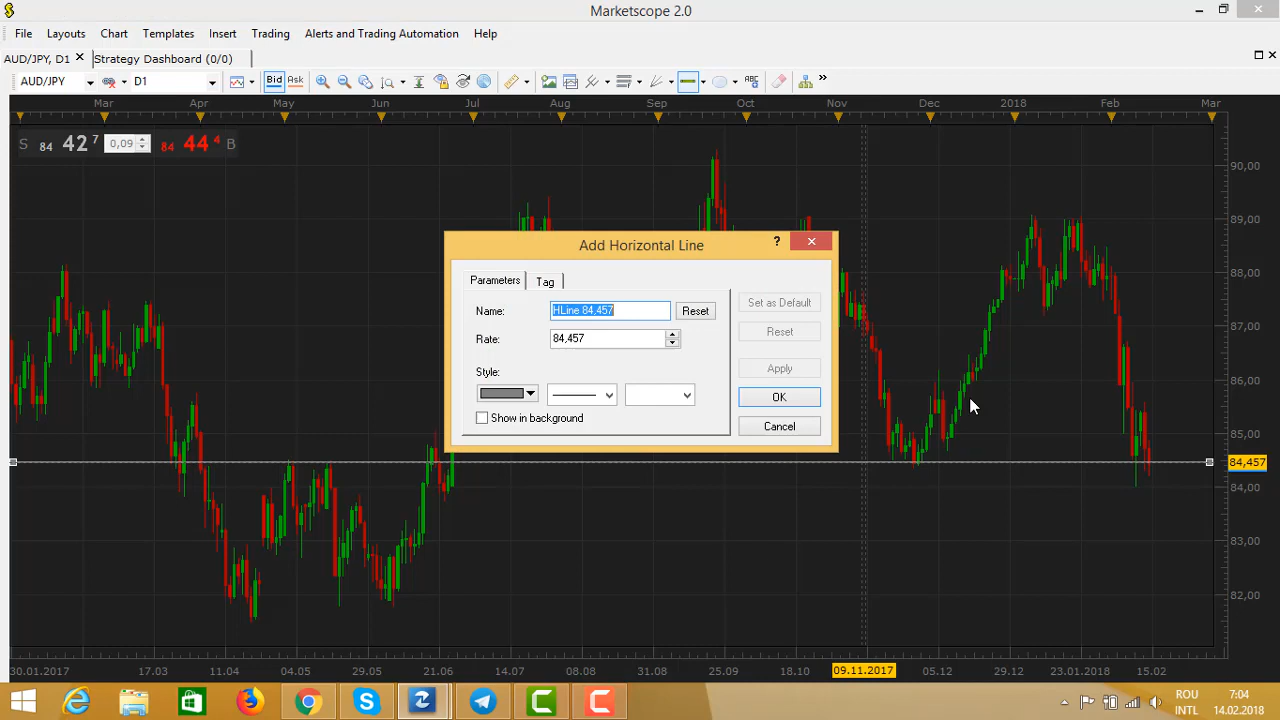 Marketscope 2.0
File Layouts Chart Templates Insert Trading Alerts and Trading Automation Help
AUD/JPY, D1 Strategy Dashboard (0/0)
AUD/JPY D1 Bid Ask ABC
Mar Apr May Jun Jul Aug Sep Oct Nov Dec 2018 Feb Mar
S 84 42 7 0,09 84 44 4 B
90,00
89,00
88,00
87,00
86,00
85,00
84,457
84,00
83,00
82,00
Add Horizontal Line ?
Parameters Tag
Name: HLine 84,457 Reset
Rate: 84,457
Style:
Show in background
Set as Default
Reset
Apply
OK
Cancel
30.01.2017 17.03 11.04 04.05 29.05 21.06 14.07 08.08 31.08 25.09 18.10 09.11.2017 05.12 29.12 23.01.2018 15.02
ROU 7:04
INTL 14.02.2018